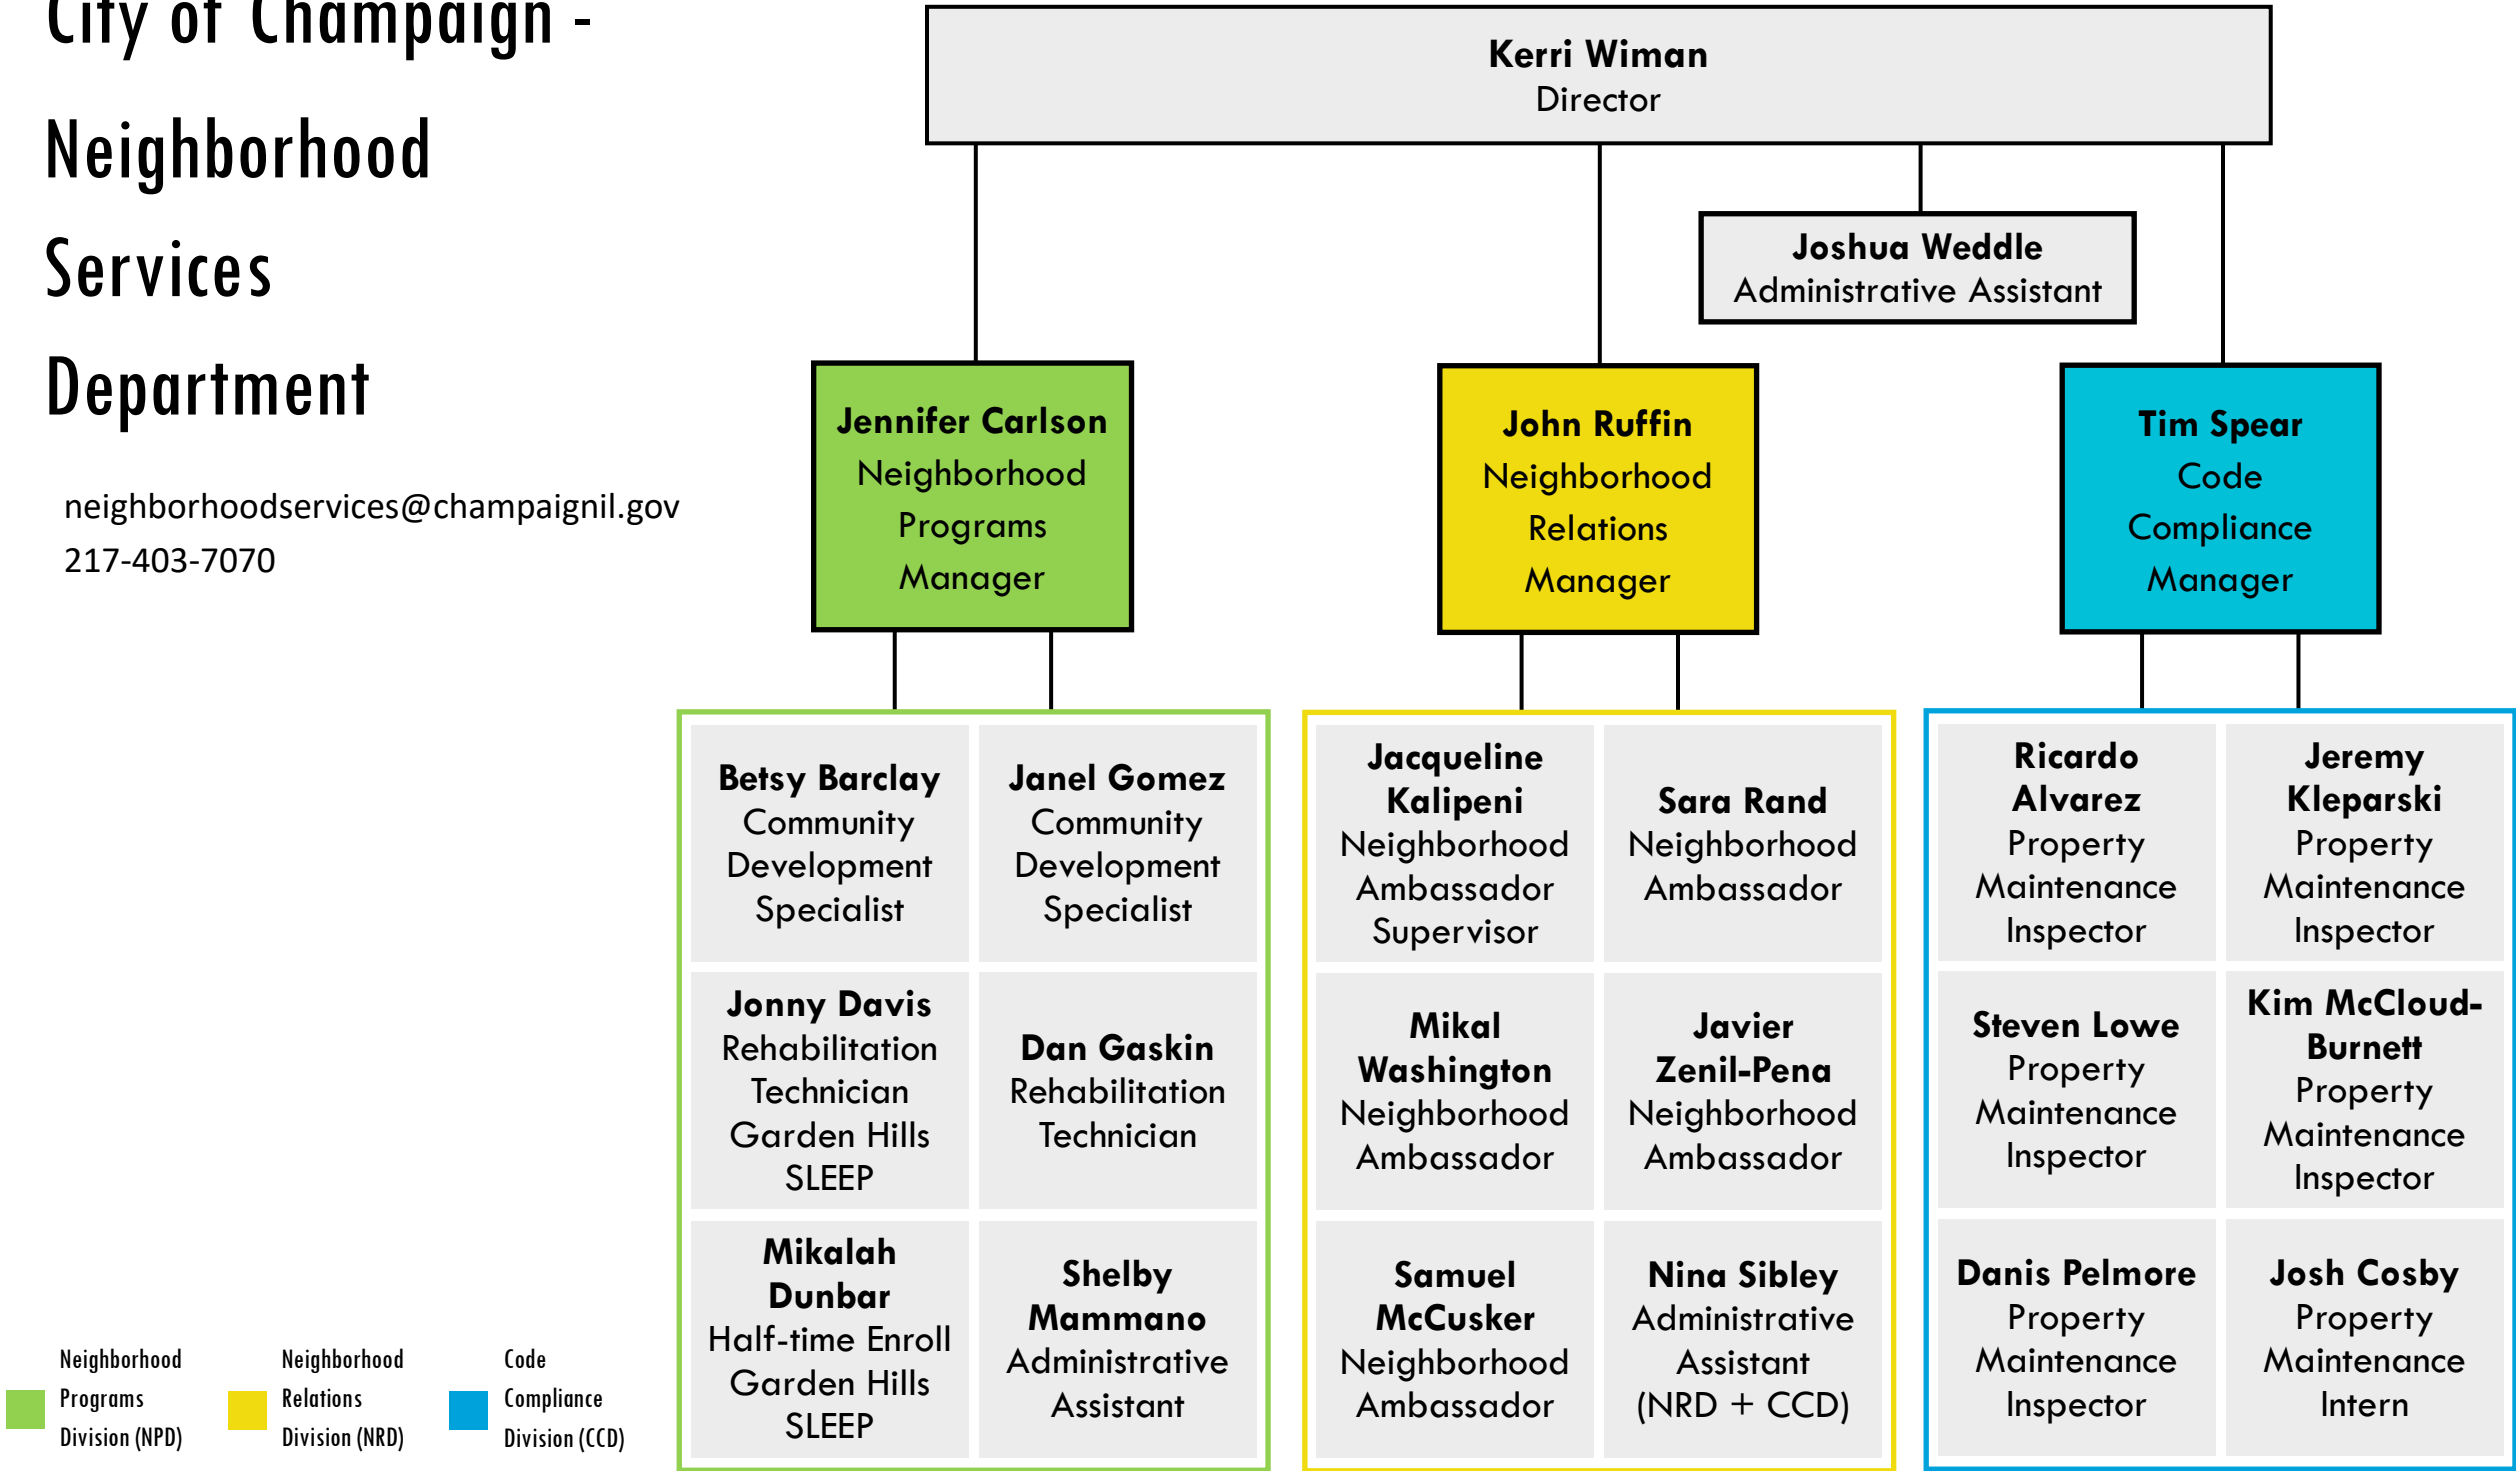 City of Champaign -
Neighborhood
Services
Department
neighborhoodservices@champaignil.gov
217-403-7070
Kerri Wiman
Director
Joshua Weddle
Administrative Assistant
Jennifer Carlson
Neighborhood
Programs
Manager
John Ruffin
Neighborhood
Relations
Manager
Tim Spear
Code
Compliance
Manager
Betsy Barclay
Community
Development
Specialist
Janel Gomez
Community
Development
Specialist
Jonny Davis
Rehabilitation
Technician
Garden Hills
SLEEP
Dan Gaskin
Rehabilitation
Technician
Mikalah
Dunbar
Half-time Enroll
Garden Hills
SLEEP
Shelby
Mammano
Administrative
Assistant
Jacqueline
Kalipeni
Neighborhood
Ambassador
Supervisor
Sara Rand
Neighborhood
Ambassador
Mikal
Washington
Neighborhood
Ambassador
Javier
Zenil-Pena
Neighborhood
Ambassador
Samuel
McCusker
Neighborhood
Ambassador
Nina Sibley
Administrative
Assistant
(NRD + CCD)
Ricardo
Alvarez
Property
Maintenance
Inspector
Jeremy
Kleparski
Property
Maintenance
Inspector
Steven Lowe
Property
Maintenance
Inspector
Kim McCloud-
Burnett
Property
Maintenance
Inspector
Danis Pelmore
Property
Maintenance
Inspector
Josh Cosby
Property
Maintenance
Intern
Neighborhood
Programs
Division (NPD)
Neighborhood
Relations
Division (NRD)
Code
Compliance
Division (CCD)